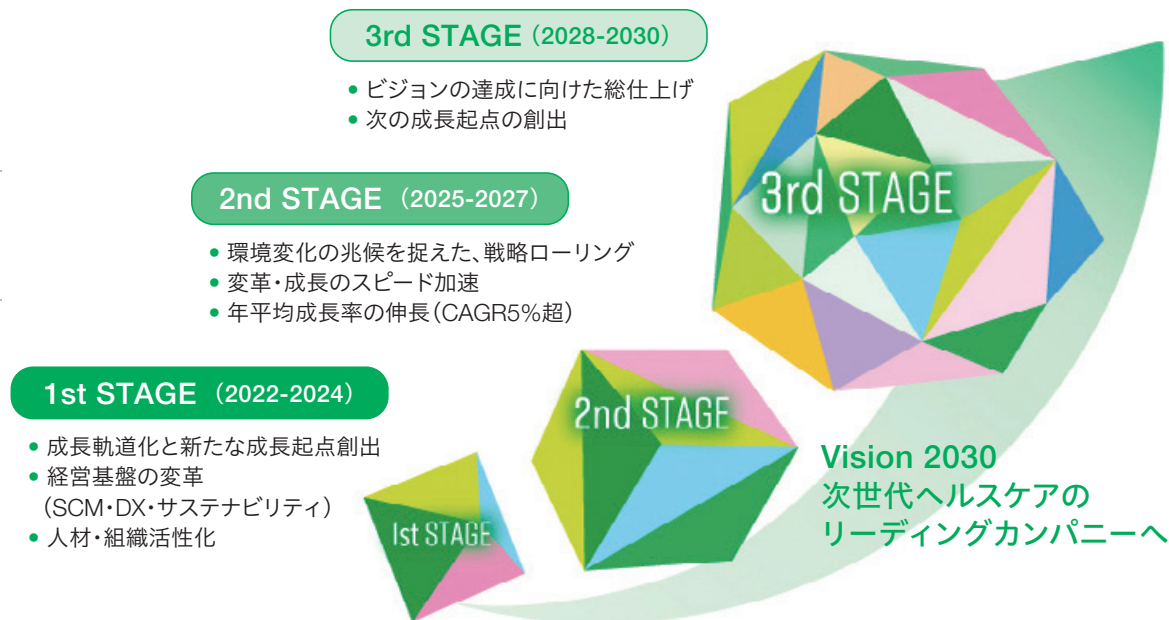 3rd STAGE (2028-2030)
• ビジョンの達成に向けた総仕上げ
• 次の成長起点の創出
2nd STAGE (2025-2027)
• 環境変化の兆候を捉えた、戦略ローリング
• 変革・成長のスピード加速
• 年平均成長率の伸長(CAGR5%超)
1st STAGE (2022-2024)
• 成長軌道化と新たな成長起点創出
• 経営基盤の変革
(SCM・DX・サステナビリティ)
• 人材・組織活性化
1st STAGE
2nd STAGE
3rd STAGE
Vision 2030
次世代ヘルスケアの
リーディングカンパニーへ